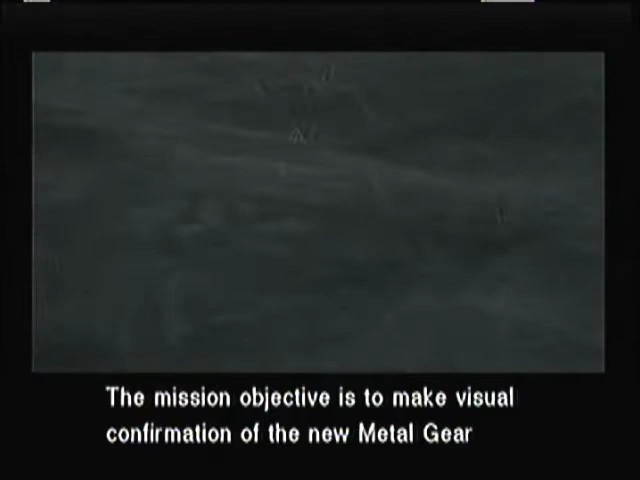 The mission objective is to make visual
confirmation of the new Metal Gear